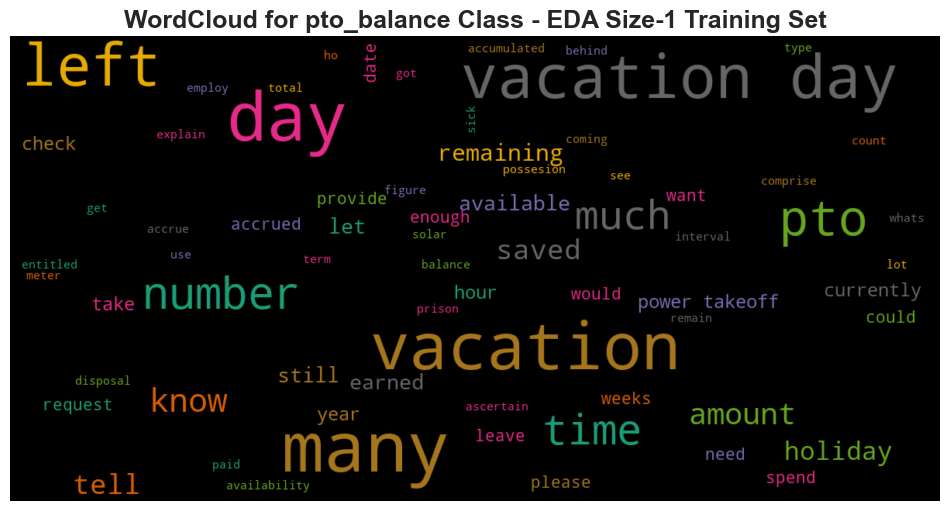 WordCloud for pto_balance Class - EDA Size-1 Training Set
left
ho
date
got
accumulated
behind
type
vacation day
employ
total
day
explain
sick
check
remaining
coming
count
possesion
see
comprise
figure
provide
available
want
get
accrue
accrued
let
enough
solar
much
pto
whats
saved
interval
use
term
balance
entitled
meter
lot
number
take
hour
prison
would
power takeoff
currently
remain
could
vacation
still
earned
disposal
request
know
year
ascertain
weeks
amount
many
leave
time
need
holiday
paid
tell
availability
please
spend